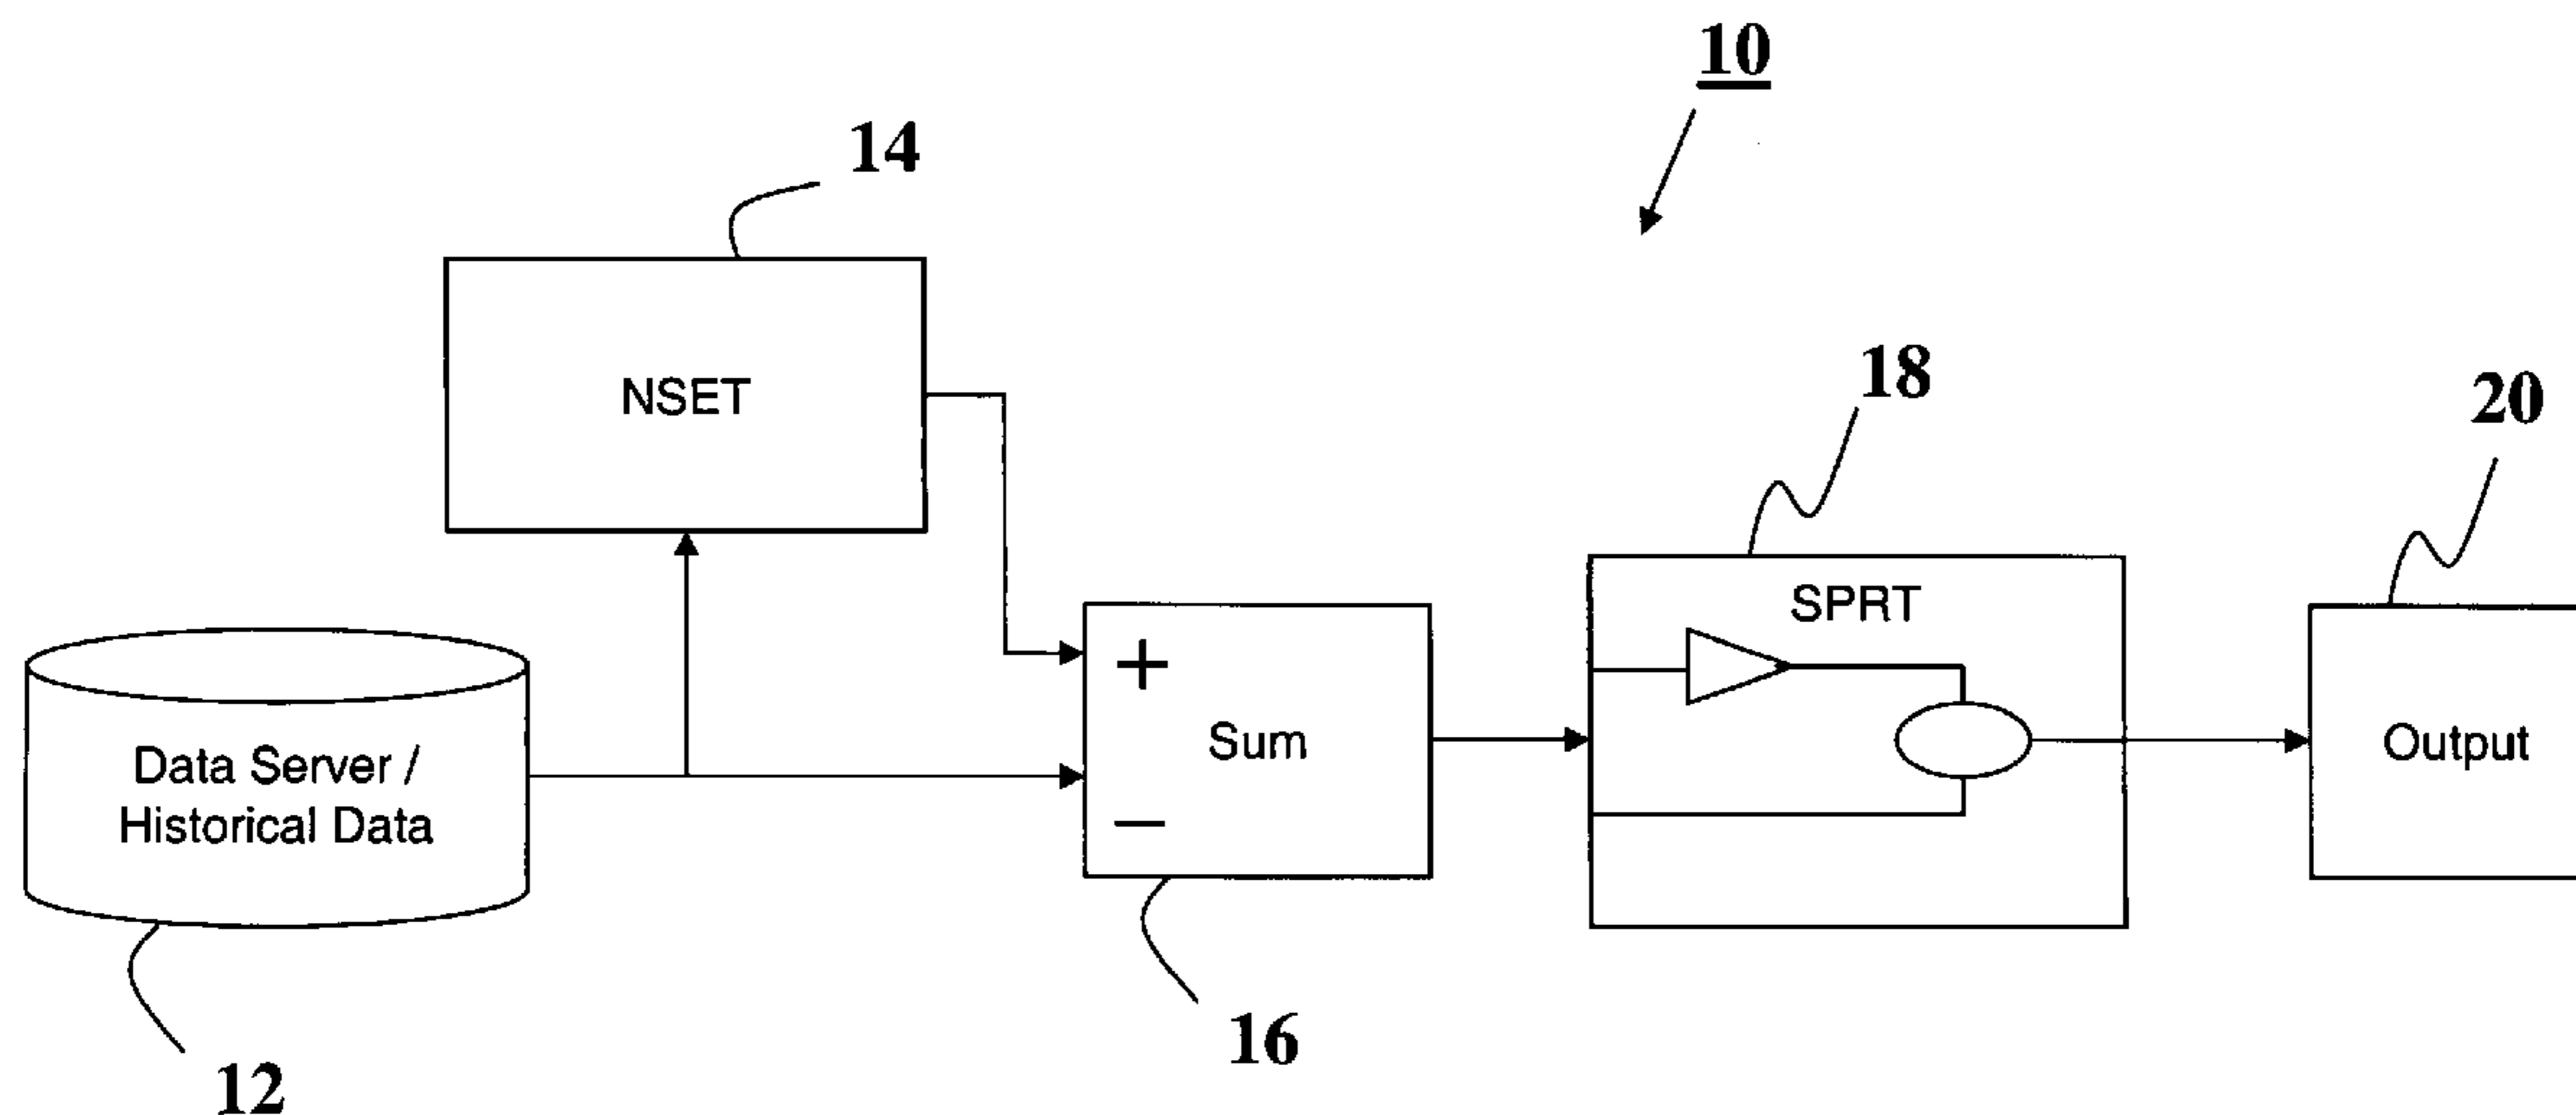 10
14
NSET
18
20
SPRT
+
Sum
−
Output
Data Server /
Historical Data
16
12